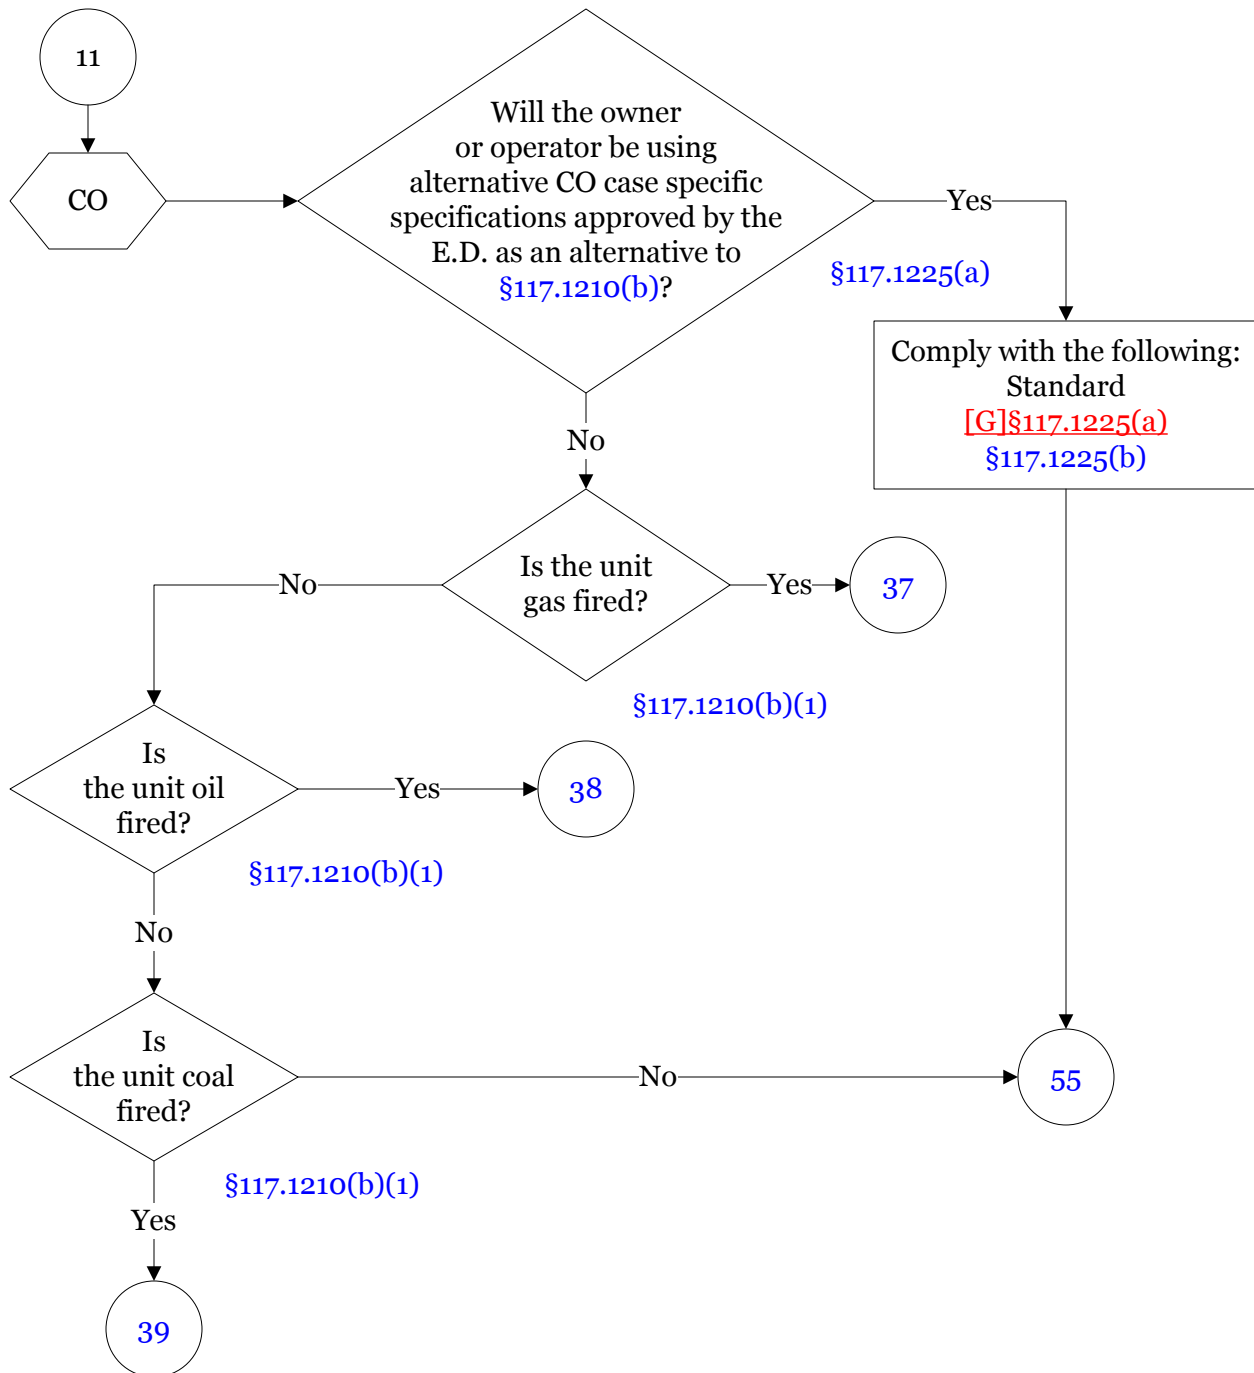 11
CO
Will the owner
or operator be using
alternative CO case specific
specifications approved by the
E.D. as an alternative to
§117.1210(b)?
Yes
§117.1225(a)
Comply with the following:
Standard
[G]§117.1225(a)
§117.1225(b)
No
Is the unit
gas fired?
Yes
37
No
§117.1210(b)(1)
Is
the unit oil
fired?
Yes
38
§117.1210(b)(1)
No
Is
the unit coal
fired?
No
55
§117.1210(b)(1)
Yes
39